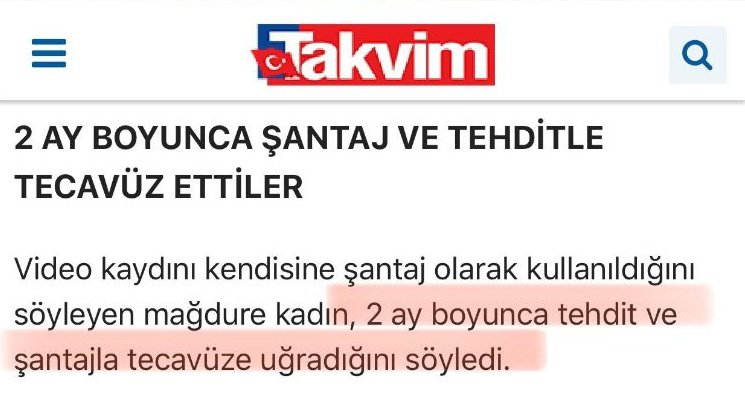 Takvim
2 AY BOYUNCA ŞANTAJ VE TEHDİTLE
TECAVÜZ ETTİLER
Video kaydını kendisine şantaj olarak kullanıldığını
söyleyen mağdure kadın, 2 ay boyunca tehdit ve
şantajla tecavüze uğradığını söyledi.